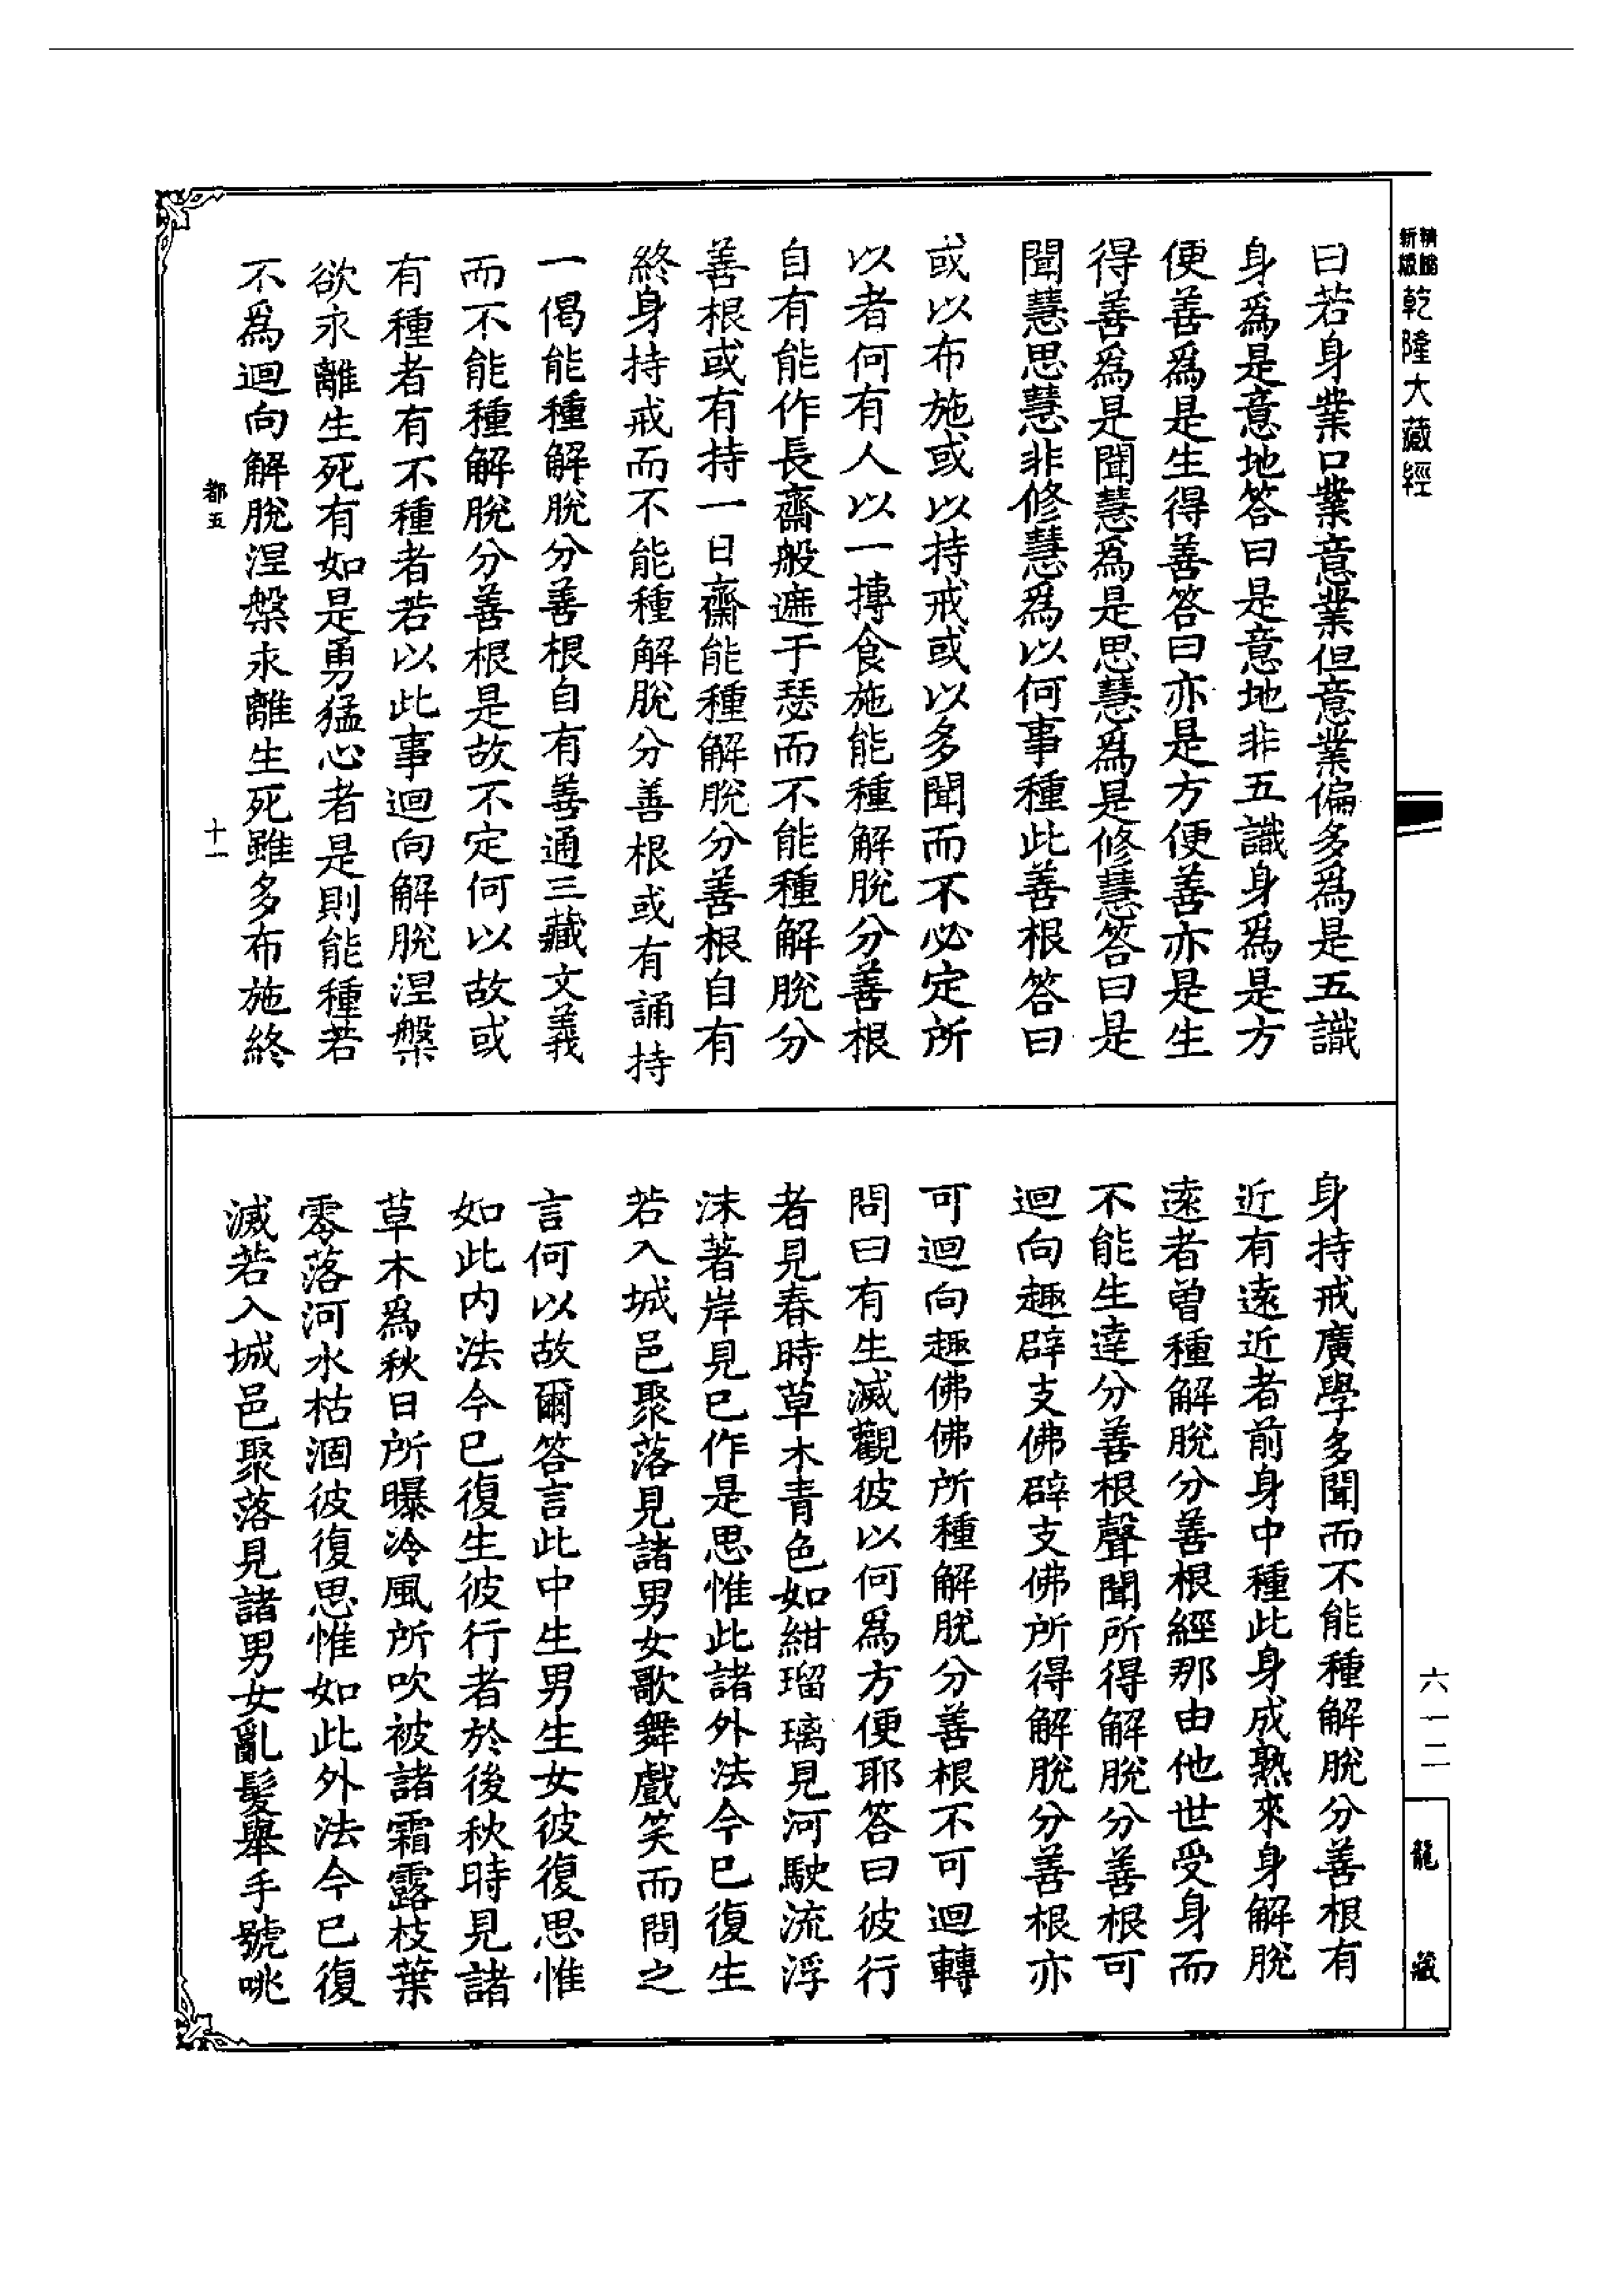 精縮新版乾隆大藏經
曰若身業口業意業但意業偏多爲是五識
身爲是意地答曰是意地非五識身爲是方
便善爲是生得善答曰亦是方便善亦是生
得善爲是聞慧爲是思慧爲是修慧答曰是
聞慧思慧非修慧爲以何事種此善根答曰
或以布施或以持戒或以多聞而不必定所
以者何有人以一摶食施能種解脫分善根
自有能作長齋般遮于瑟而不能種解脫分
善根或有持一日齋能種解脫分善根自有
終身持戒而不能種解脫分善根或有誦持
一偈能種解脫分善根自有善通三藏文義
而不能種解脫分善根是故不定何以故或
有種者有不種者若以此事迴向解脫涅槃
欲永離生死有如是勇猛心者是則能種若
不爲迴向解脫涅槃永離生死雖多布施終
都五
十一
身持戒廣學多聞而不能種解脫分善根有
近有遠近者前身中種此身成熟來身解脫
遠者曾種解脫分善根經那由他世受身而
不能生達分善根聲聞所得解脫分善根可
迴向趣辟支佛辟支佛所得解脫分善根亦
可迴向趣佛佛所種解脫分善根不可迴轉
問曰有生滅觀彼以何爲方便耶答曰彼行
者見春時草木青色如紺瑠璃見河駛流浮
沫著岸見已作是思惟此諸外法今已復生
若入城邑聚落見諸男女歌舞戲笑而問之
言何以故爾答言此中生男生女彼復思惟
如此內法今已復生彼行者於後秋時見諸
草木爲秋日所曝冷風所吹被諸霜露枝葉
零落河水枯涸彼復思惟如此外法今已復
滅若入城邑聚落見諸男女亂髮舉手號咷
六一二
龍藏